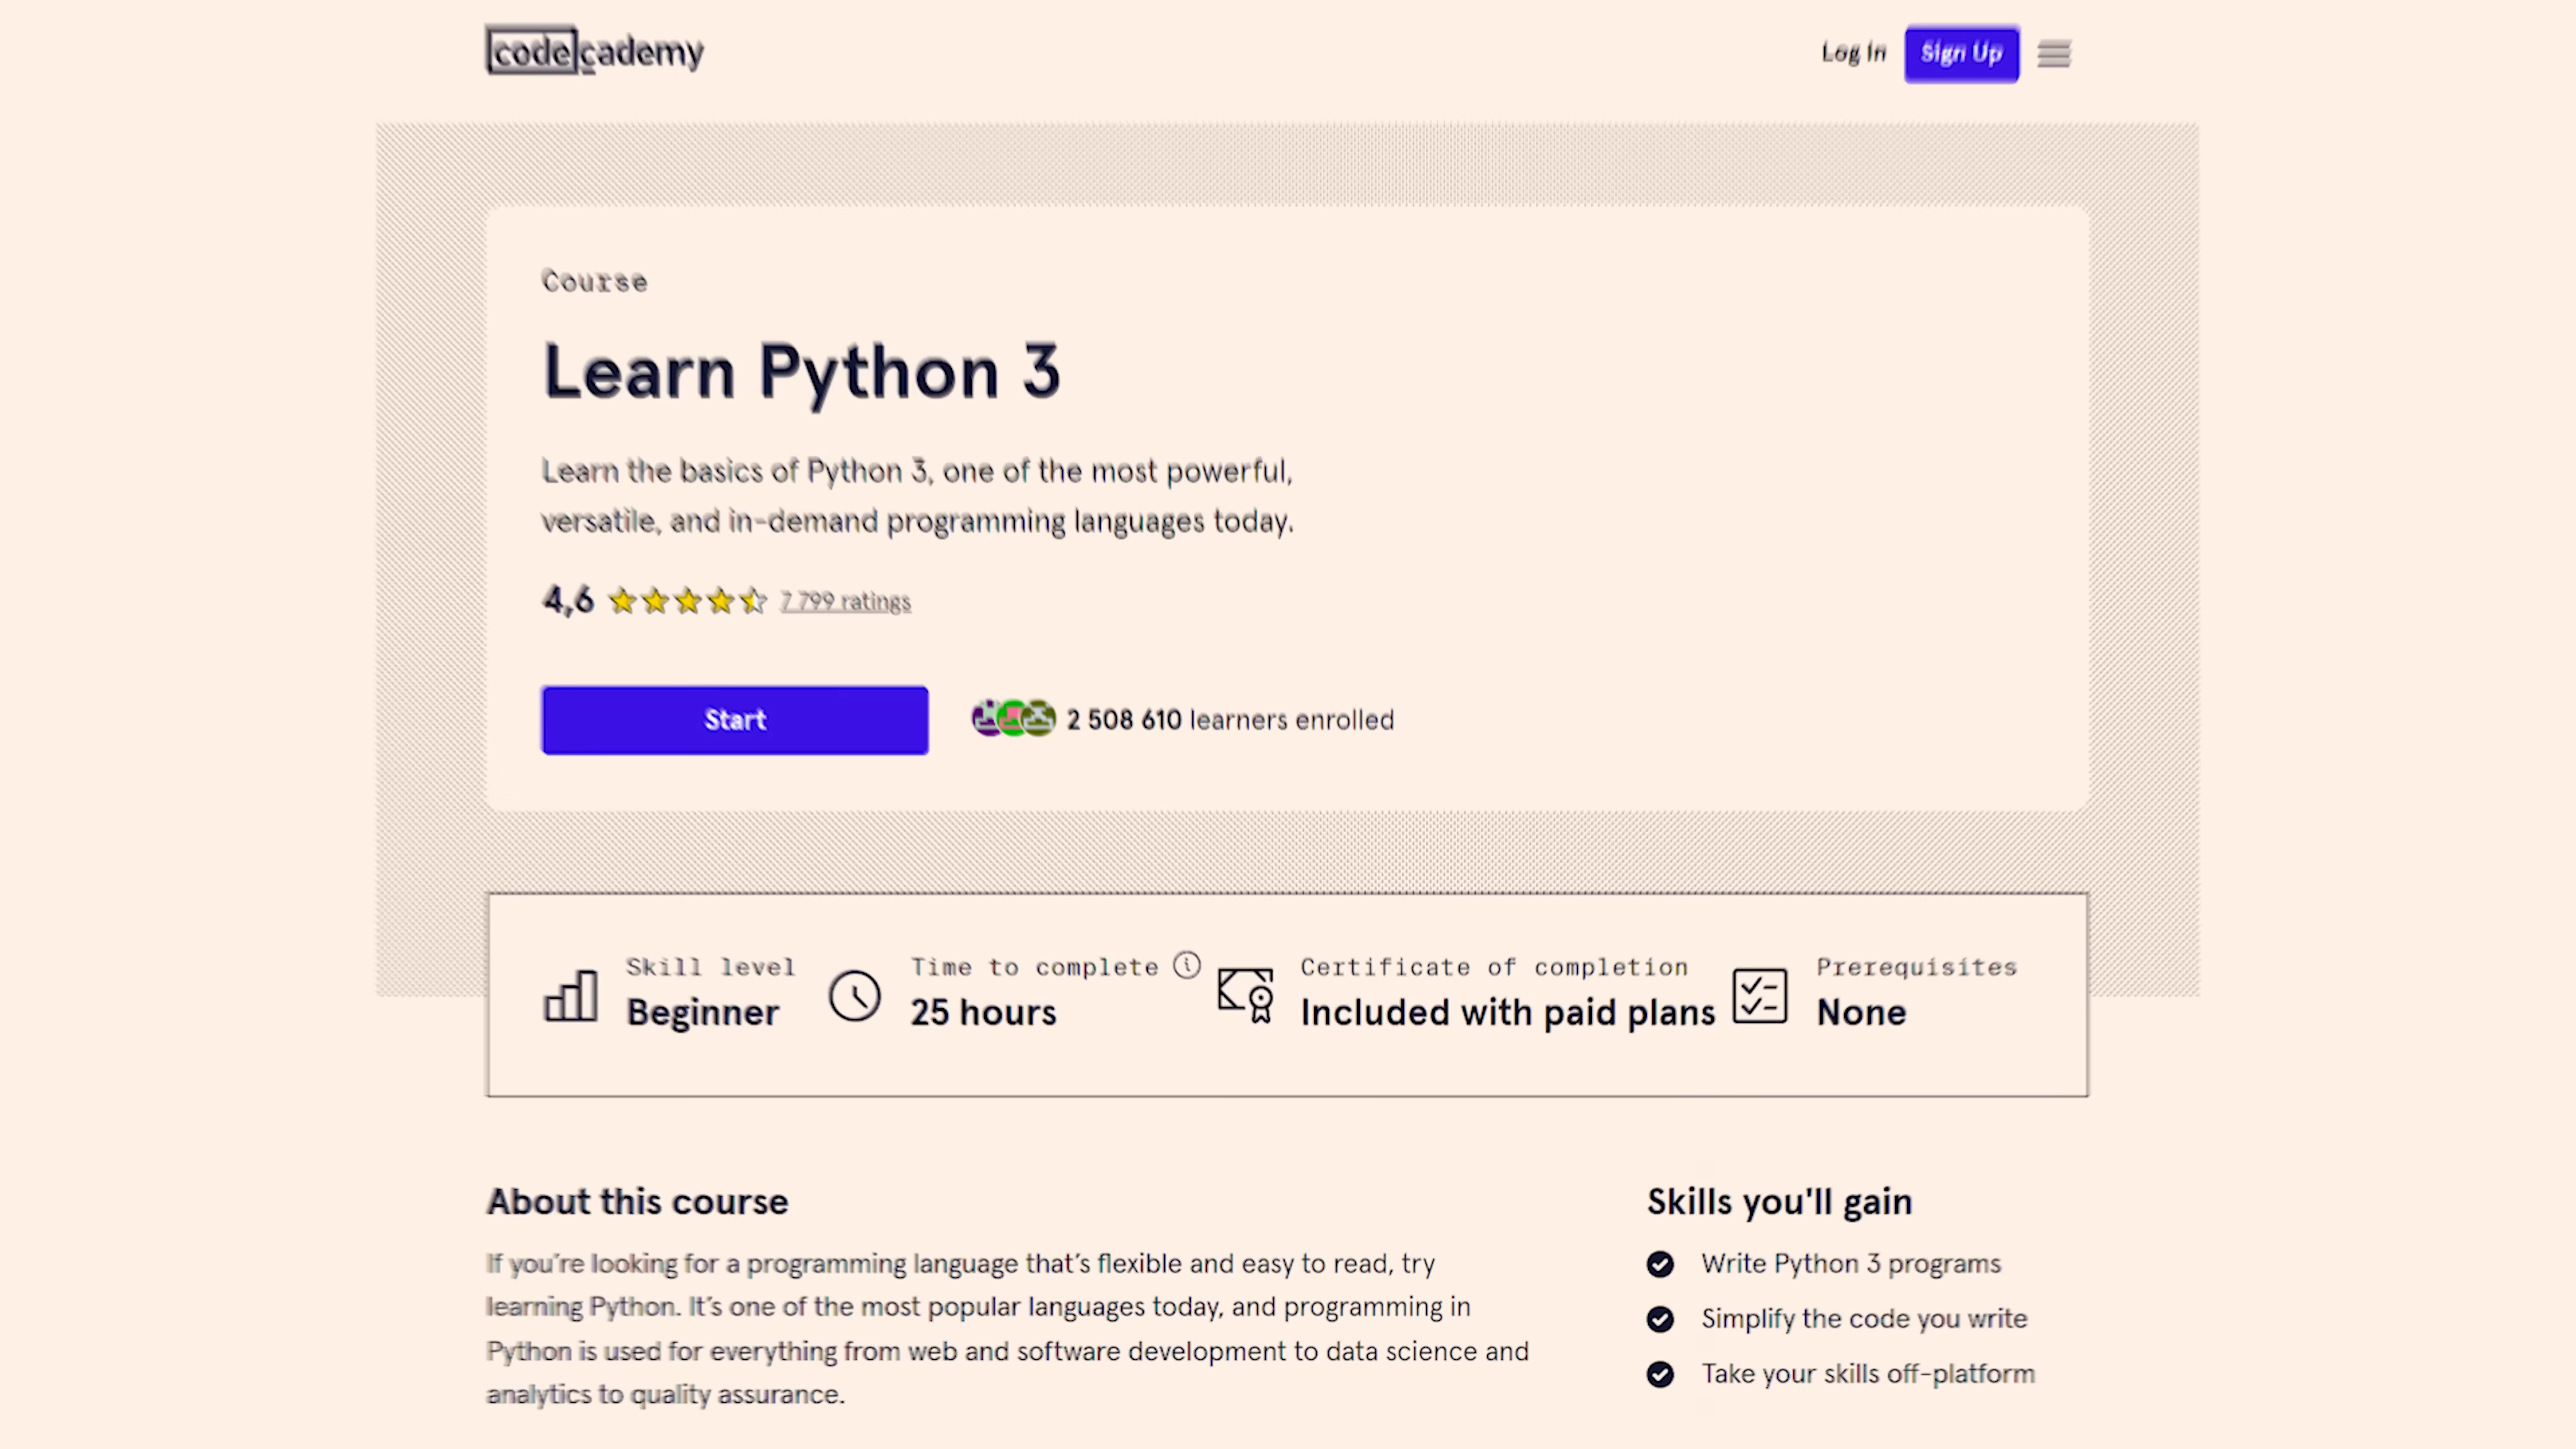 codecademy
Log In
Sign Up
Course
Learn Python 3
Learn the basics of Python 3, one of the most powerful,
versatile, and in-demand programming languages today.
4,6
7 799 ratings
Start
2 508 610 learners enrolled
Skill level
Beginner
Time to complete
25 hours
Certificate of completion
Included with paid plans
Prerequisites
None
About this course
If you’re looking for a programming language that’s flexible and easy to read, try
learning Python. It’s one of the most popular languages today, and programming in
Python is used for everything from web and software development to data science and
analytics to quality assurance.
Skills you'll gain
Write Python 3 programs
Simplify the code you write
Take your skills off-platform